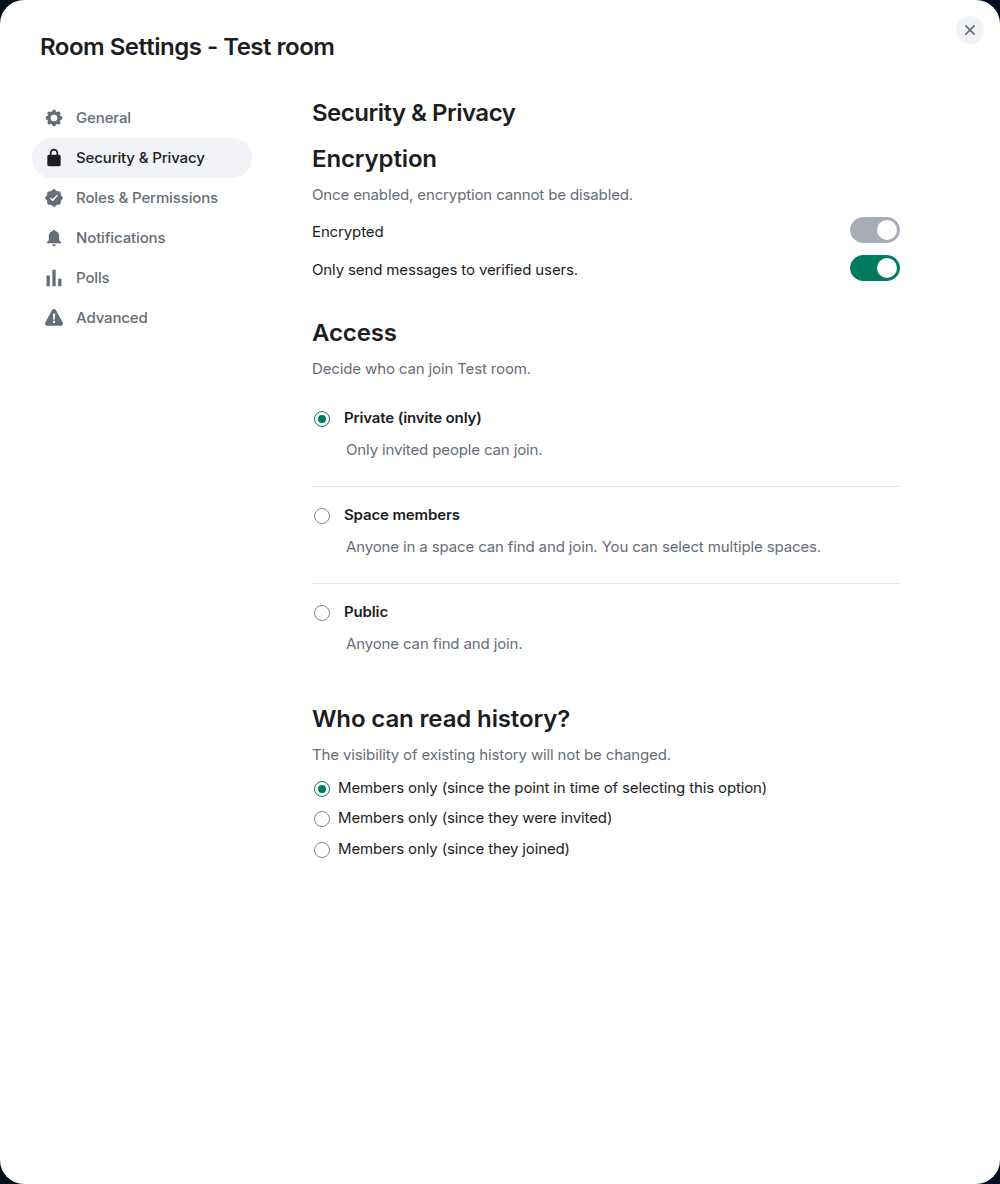 Room Settings - Test room
General
Security & Privacy
Roles & Permissions
Notifications
Polls
Advanced
Security & Privacy
Encryption
Once enabled, encryption cannot be disabled.
Encrypted
Only send messages to verified users.
Access
Decide who can join Test room.
Private (invite only)
Only invited people can join.
Space members
Anyone in a space can find and join. You can select multiple spaces.
Public
Anyone can find and join.
Who can read history?
The visibility of existing history will not be changed.
Members only (since the point in time of selecting this option)
Members only (since they were invited)
Members only (since they joined)